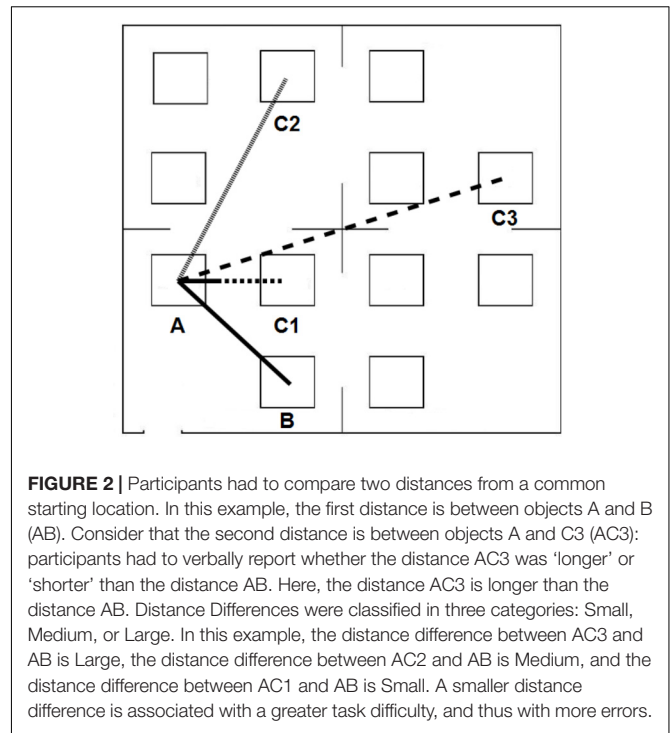 C2
C3
A
C1
B
FIGURE 2 | Participants had to compare two distances from a common
starting location. In this example, the first distance is between objects A and B
(AB). Consider that the second distance is between objects A and C3 (AC3):
participants had to verbally report whether the distance AC3 was ‘longer’ or
‘shorter’ than the distance AB. Here, the distance AC3 is longer than the
distance AB. Distance Differences were classified in three categories: Small,
Medium, or Large. In this example, the distance difference between AC3 and
AB is Large, the distance difference between AC2 and AB is Medium, and the
distance difference between AC1 and AB is Small. A smaller distance
difference is associated with a greater task difficulty, and thus with more errors.